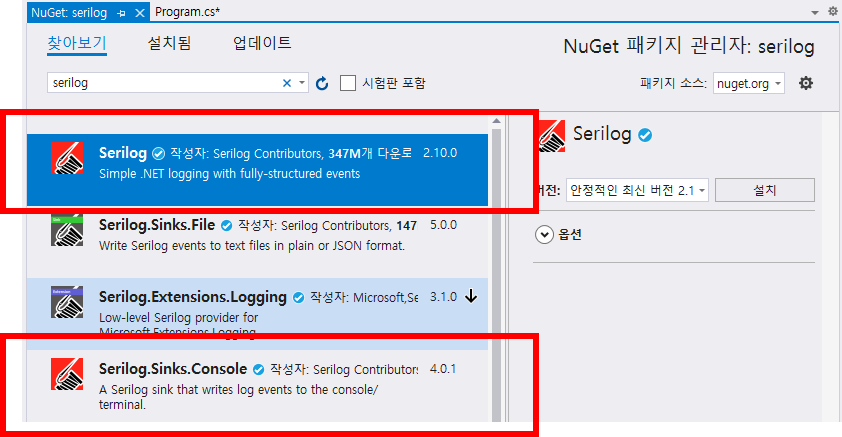 NuGet: serilog
Program.cs*
찾아보기 설치됨 업데이트
NuGet 패키지 관리자: serilog
serilog
시험판 포함
패키지 소스: nuget.org
Serilog 작성자: Serilog Contributors, 347M개 다운로 2.10.0
Simple .NET logging with fully-structured events
Serilog.Sinks.File 작성자: Serilog Contributors, 147 5.0.0
Write Serilog events to text files in plain or JSON format.
Serilog.Extensions.Logging 작성자: Microsoft,Se 3.1.0
Low-level Serilog provider for
Microsoft.Extensions.Logging
Serilog.Sinks.Console 작성자: Serilog Contributors 4.0.1
A Serilog sink that writes log events to the console/
terminal.
Serilog
버전: 안정적인 최신 버전 2.1
설치
옵션